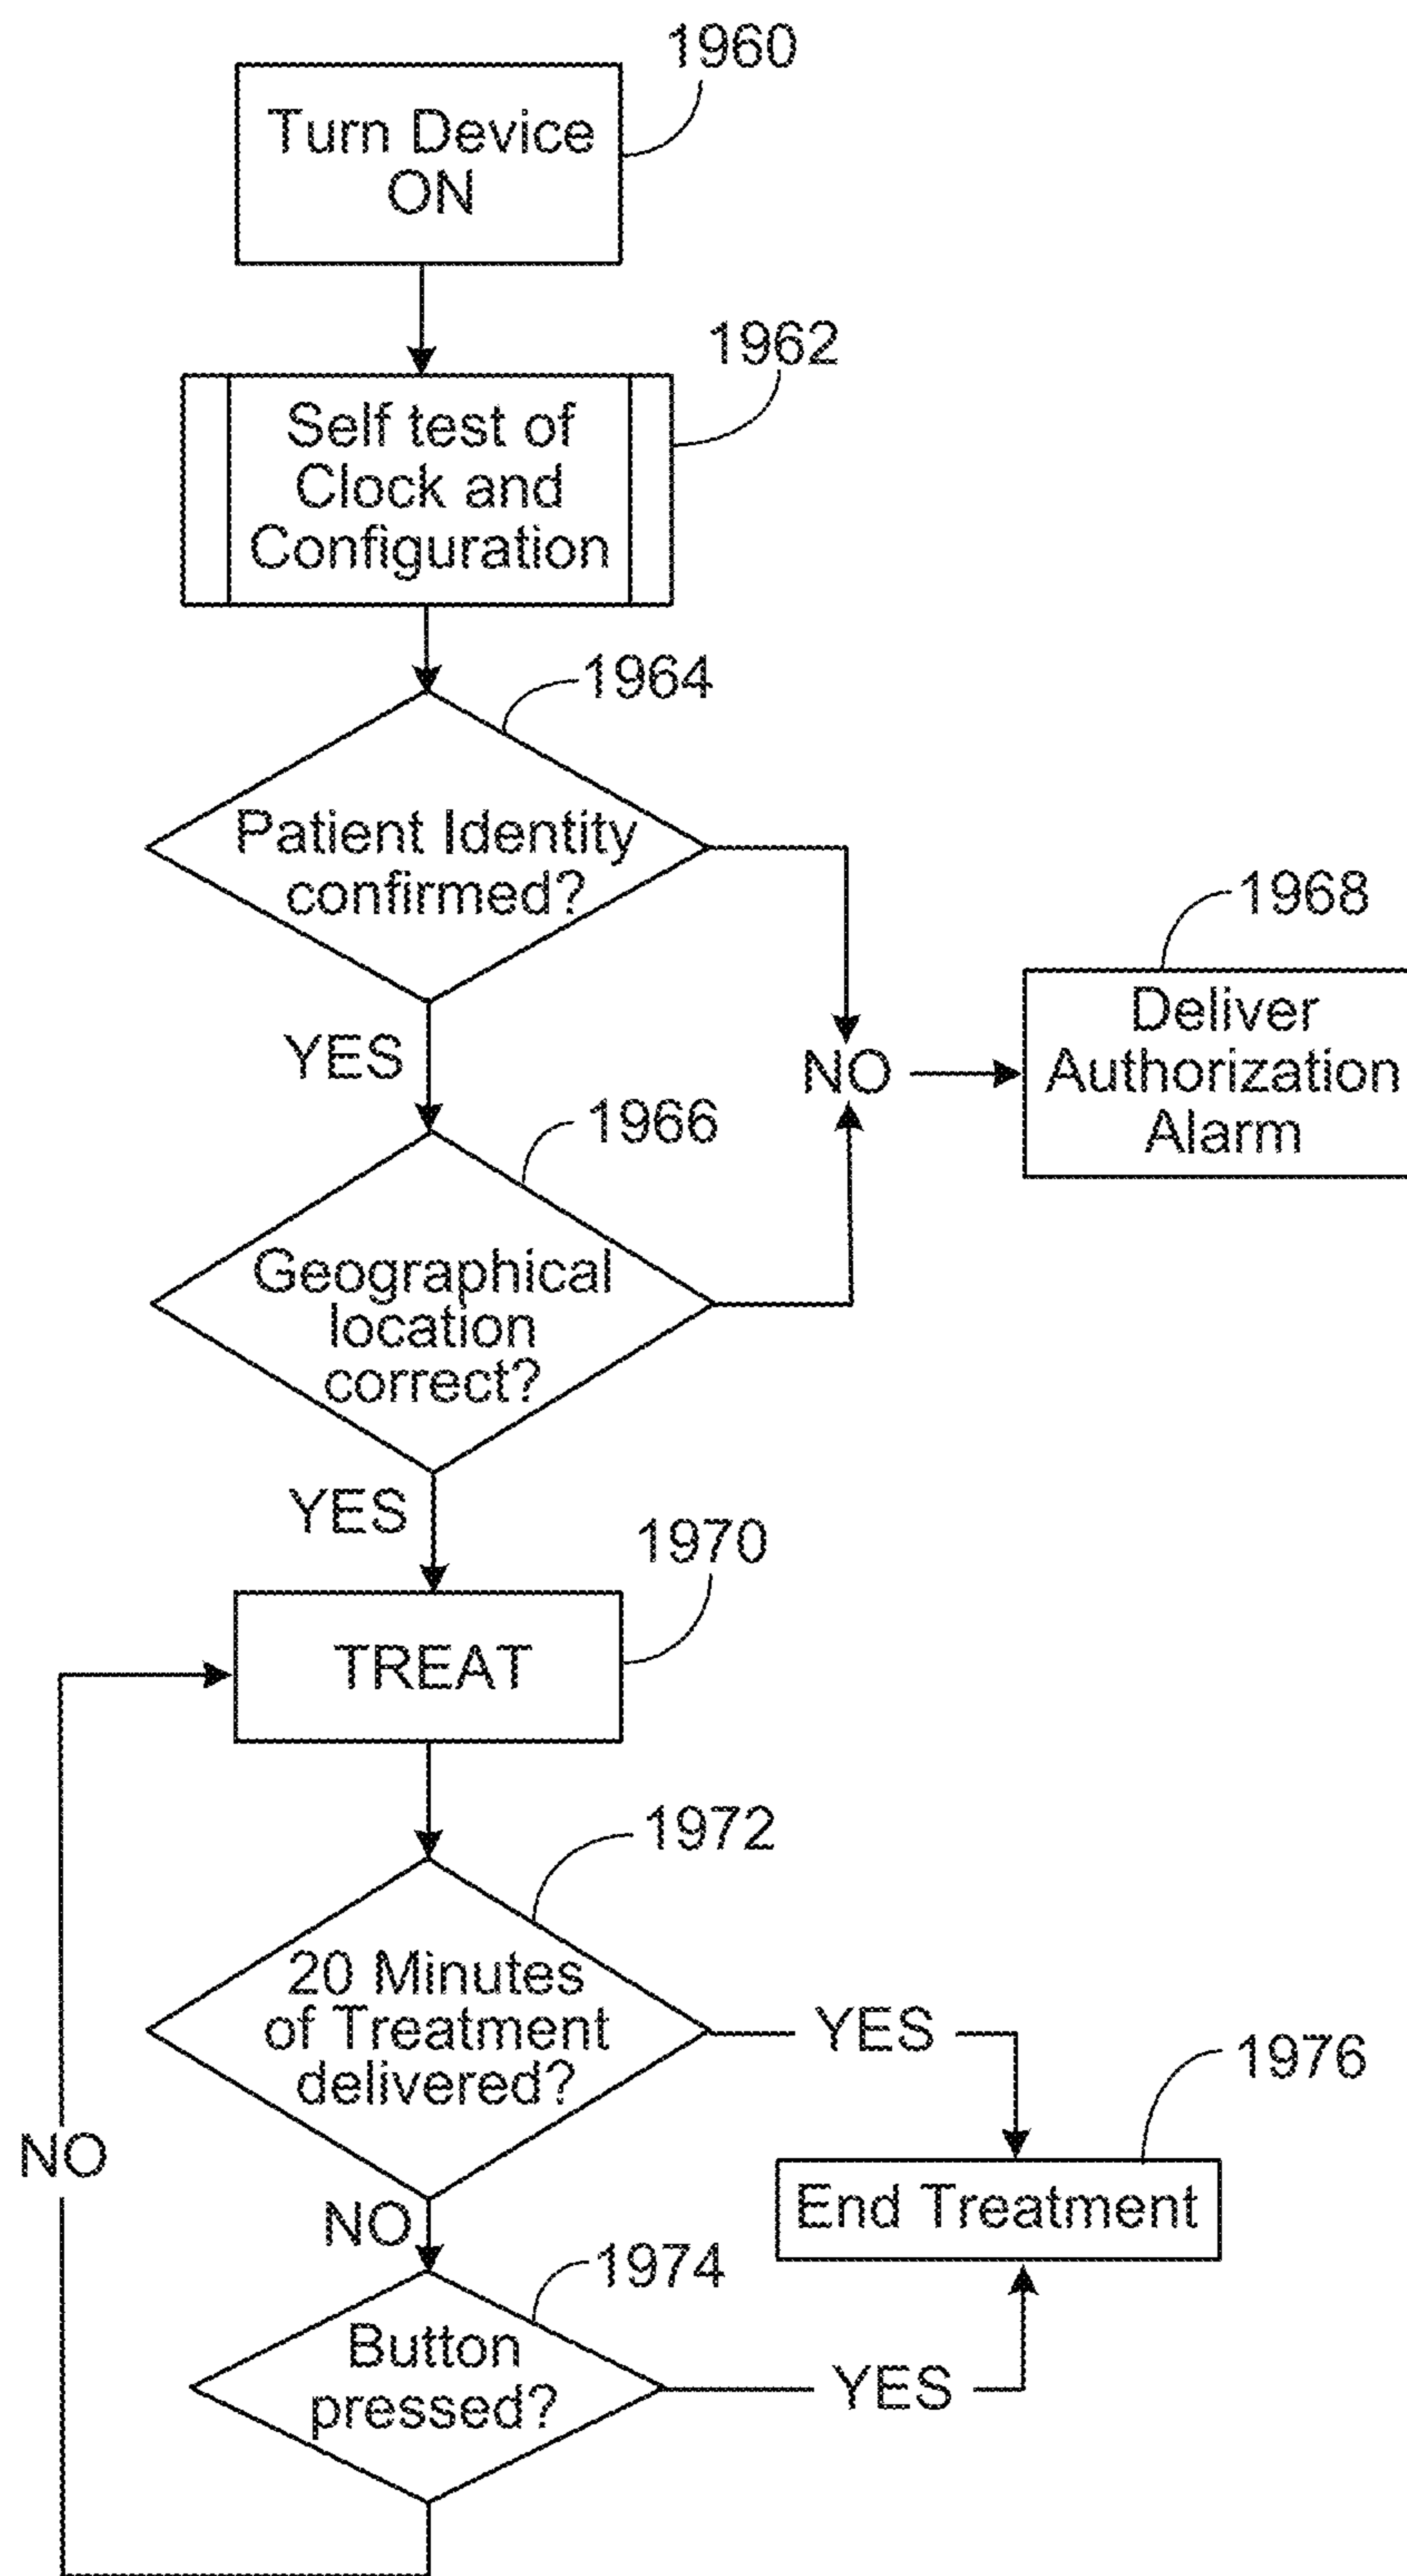 1960
Turn Device
ON
1962
Self test of
Clock and
Configuration
1964
Patient Identity
confirmed?
1968
Deliver
Authorization
Alarm
YES
NO
1966
Geographical
location
correct?
YES
1970
TREAT
1972
20 Minutes
of Treatment
delivered?
YES
1976
End Treatment
NO
NO
1974
Button
pressed?
YES